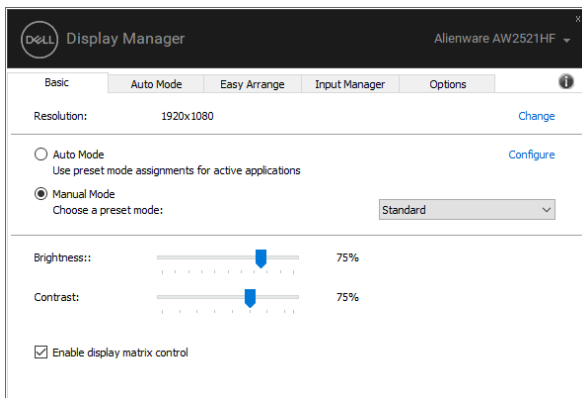 DELL Display Manager Alienware AW2521HF
x
Basic Auto Mode Easy Arrange Input Manager Options i
Resolution: 1920x1080 Change
Auto Mode Configure
Use preset mode assignments for active applications
Manual Mode
Choose a preset mode: Standard
Brightness:: 75%
Contrast: 75%
Enable display matrix control